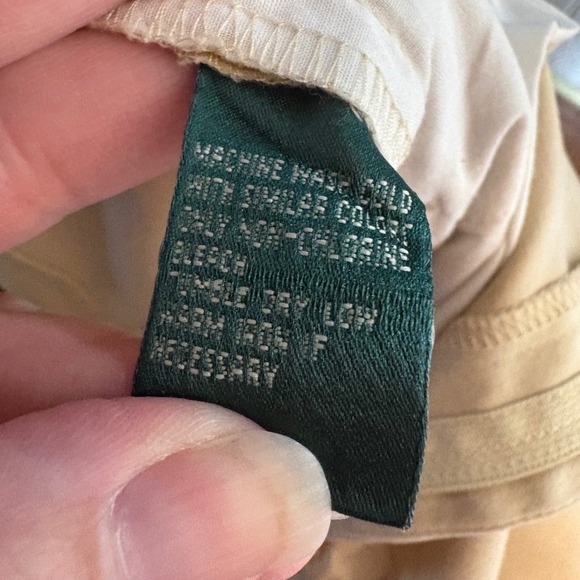 MACHINE WASH COLD
WITH SIMILAR COLORS
ONLY NON-CHLORINE
BLEACH
TUMBLE DRY LOW
WARM IRON IF
NECESSARY